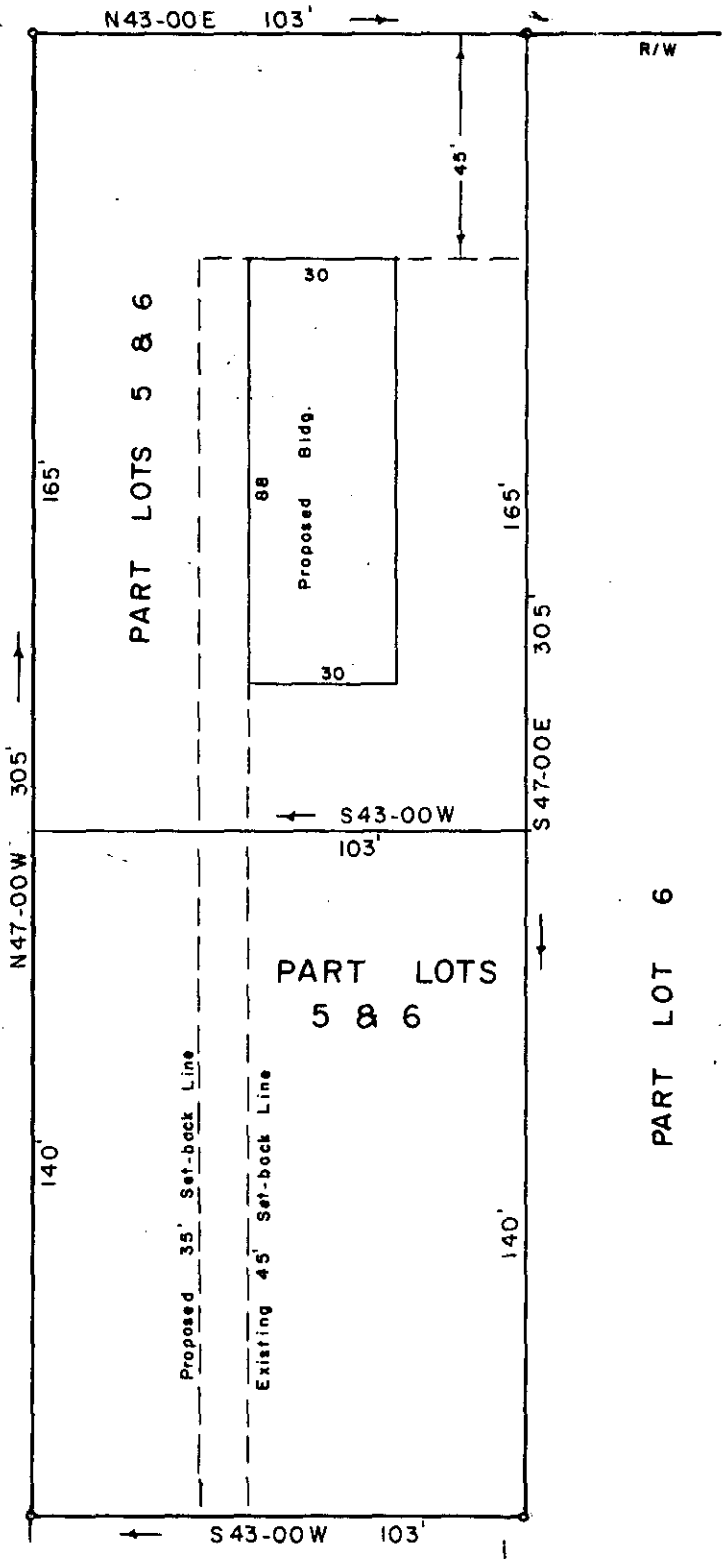 N43-00E 103'
R/W
45'
30
PART LOTS 5 & 6
88
Proposed Bldg.
165'
165'
30
305'
S47-00E
305'
N47-00W
S43-00W
103'
PART LOTS
5 & 6
PART LOT 6
Proposed 35' Set-back Line
Existing 45' Set-back Line
140'
140'
S43-00W 103'